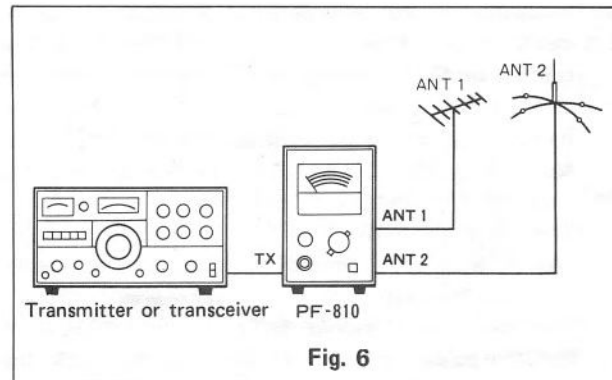 ANT 1
ANT 2
ANT 1
TX
ANT 2
Transmitter or transceiver
PF-810
Fig. 6